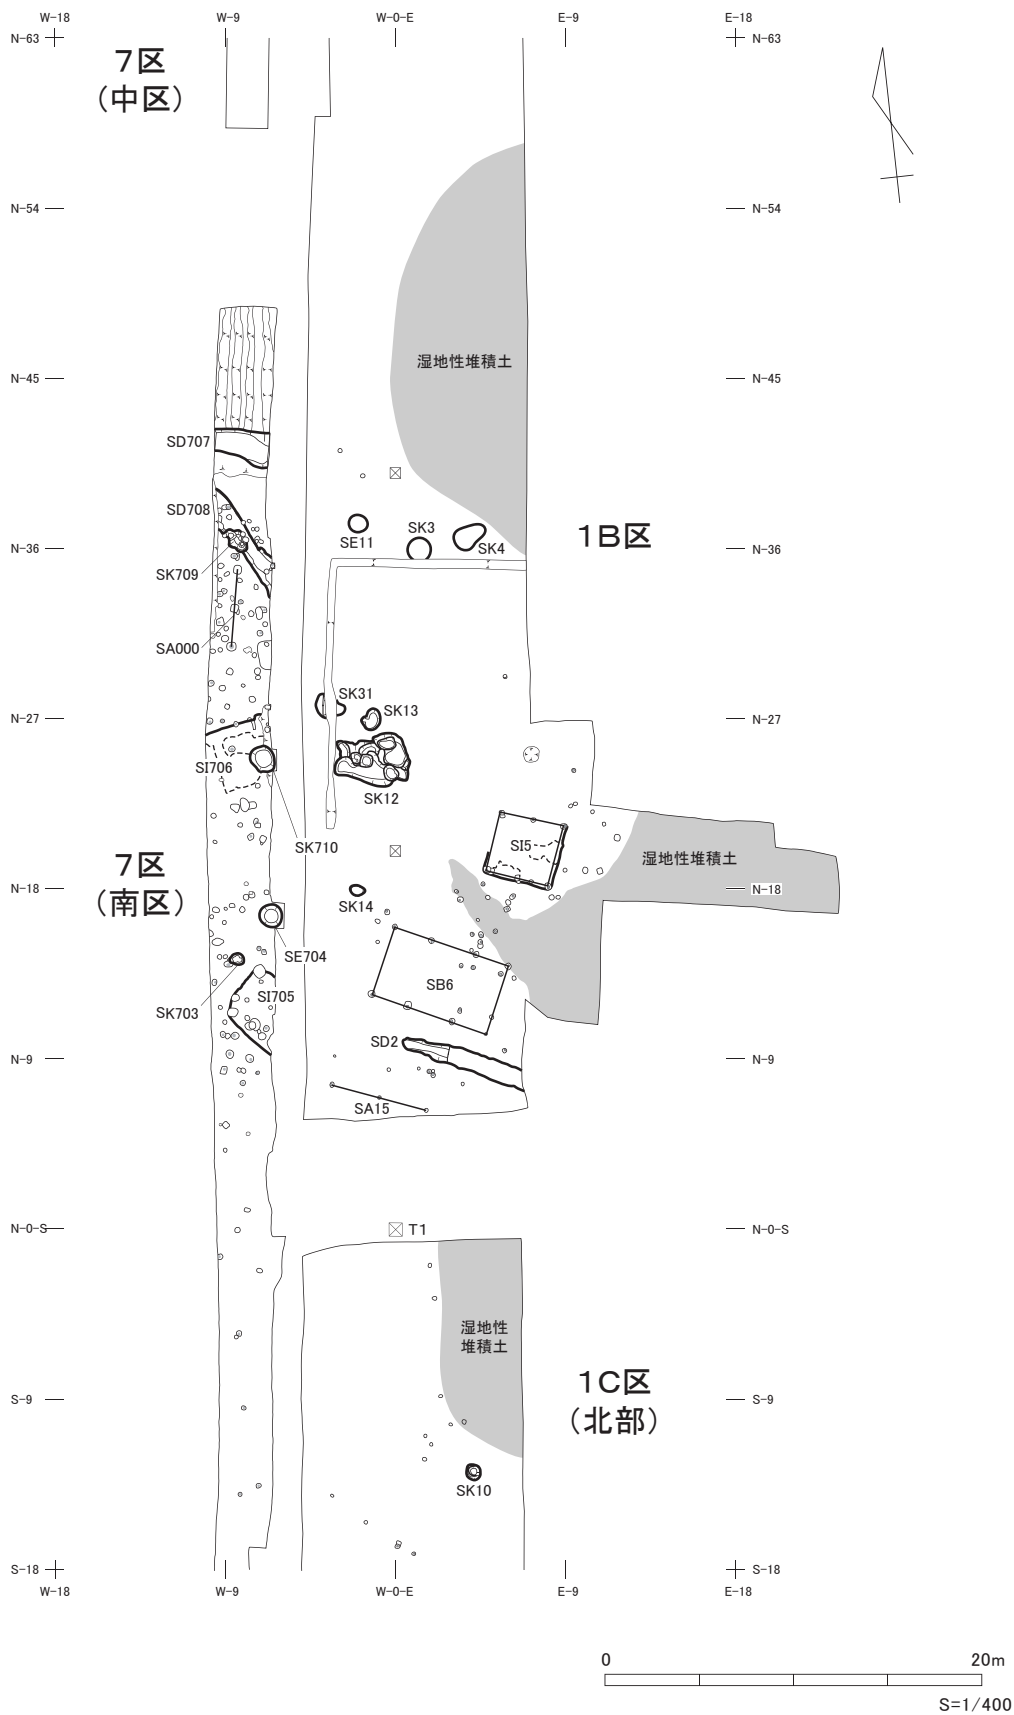 W-18
W-9
W-0-E
E-9
E-18
N-63
N-63
7区
（中区）
N-54
N-54
湿地性堆積土
N-45
N-45
SD707
SD708
SK3
SE11
SK4
1B区
N-36
N-36
SK709
SA000
SK31
SK13
N-27
N-27
SI706
SK12
SK710
SI5
湿地性堆積土
7区
（南区）
N-18
N-18
SK14
SE704
SB6
SI705
SK703
SD2
N-9
N-9
SA15
N-0-S
T1
N-0-S
湿地性
堆積土
1C区
（北部）
S-9
S-9
SK10
S-18
S-18
W-18
W-9
W-0-E
E-9
E-18
0
20m
S=1/400